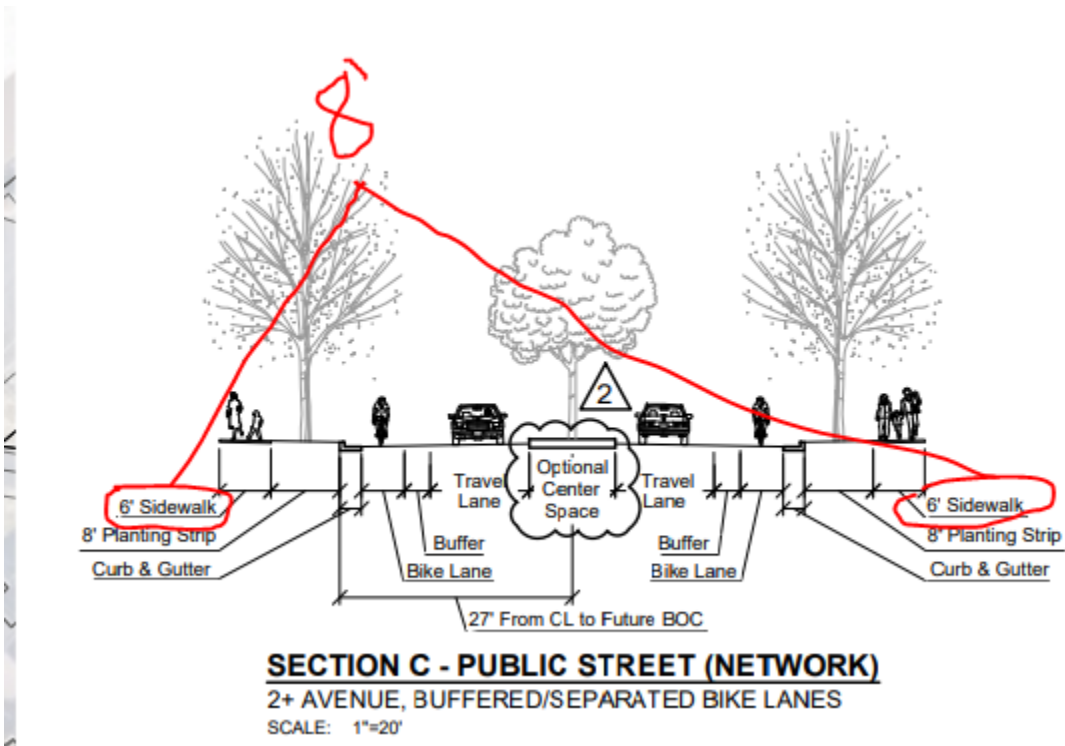 8'
2
Travel Lane
Optional Center Space
Travel Lane
6' Sidewalk
6' Sidewalk
8' Planting Strip
8' Planting Strip
Buffer
Buffer
Curb & Gutter
Bike Lane
Bike Lane
Curb & Gutter
27' From CL to Future BOC
SECTION C - PUBLIC STREET (NETWORK)
2+ AVENUE, BUFFERED/SEPARATED BIKE LANES
SCALE: 1"=20'